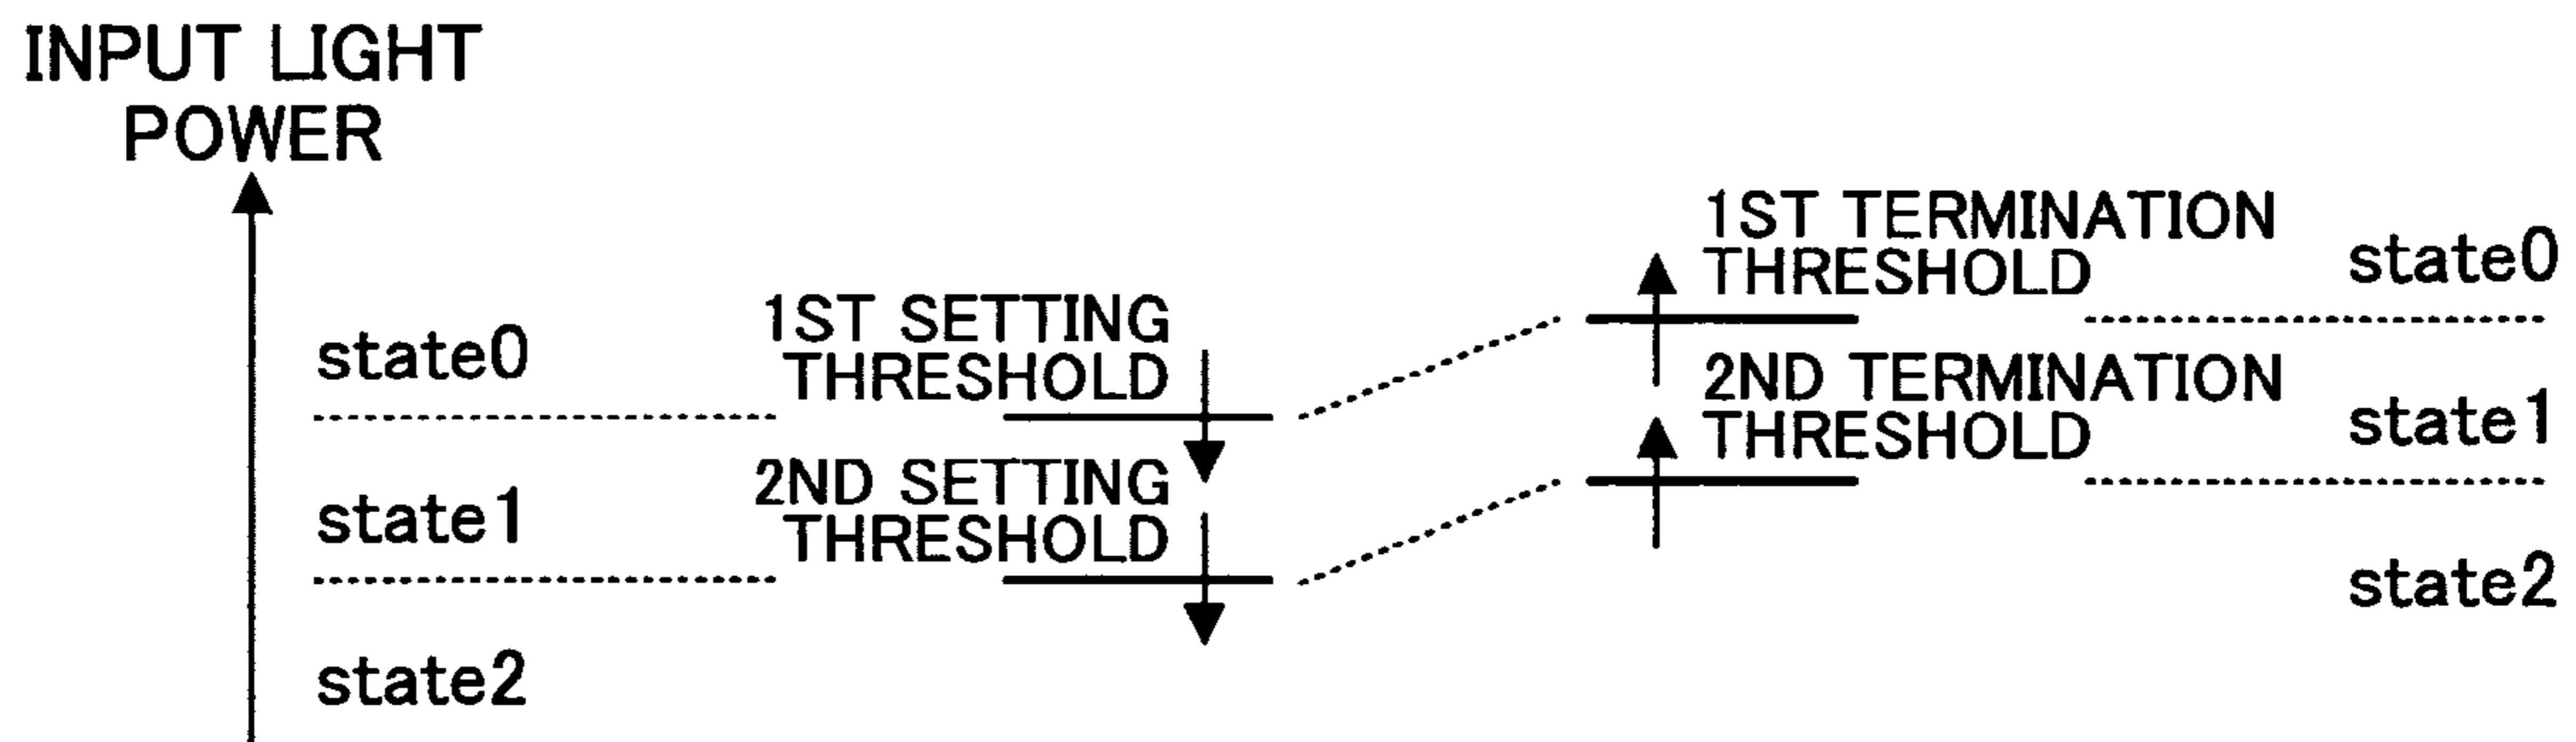 INPUT LIGHT
POWER
state0
state1
state2
1ST SETTING
THRESHOLD
2ND SETTING
THRESHOLD
1ST TERMINATION
THRESHOLD
2ND TERMINATION
THRESHOLD
state0
state1
state2